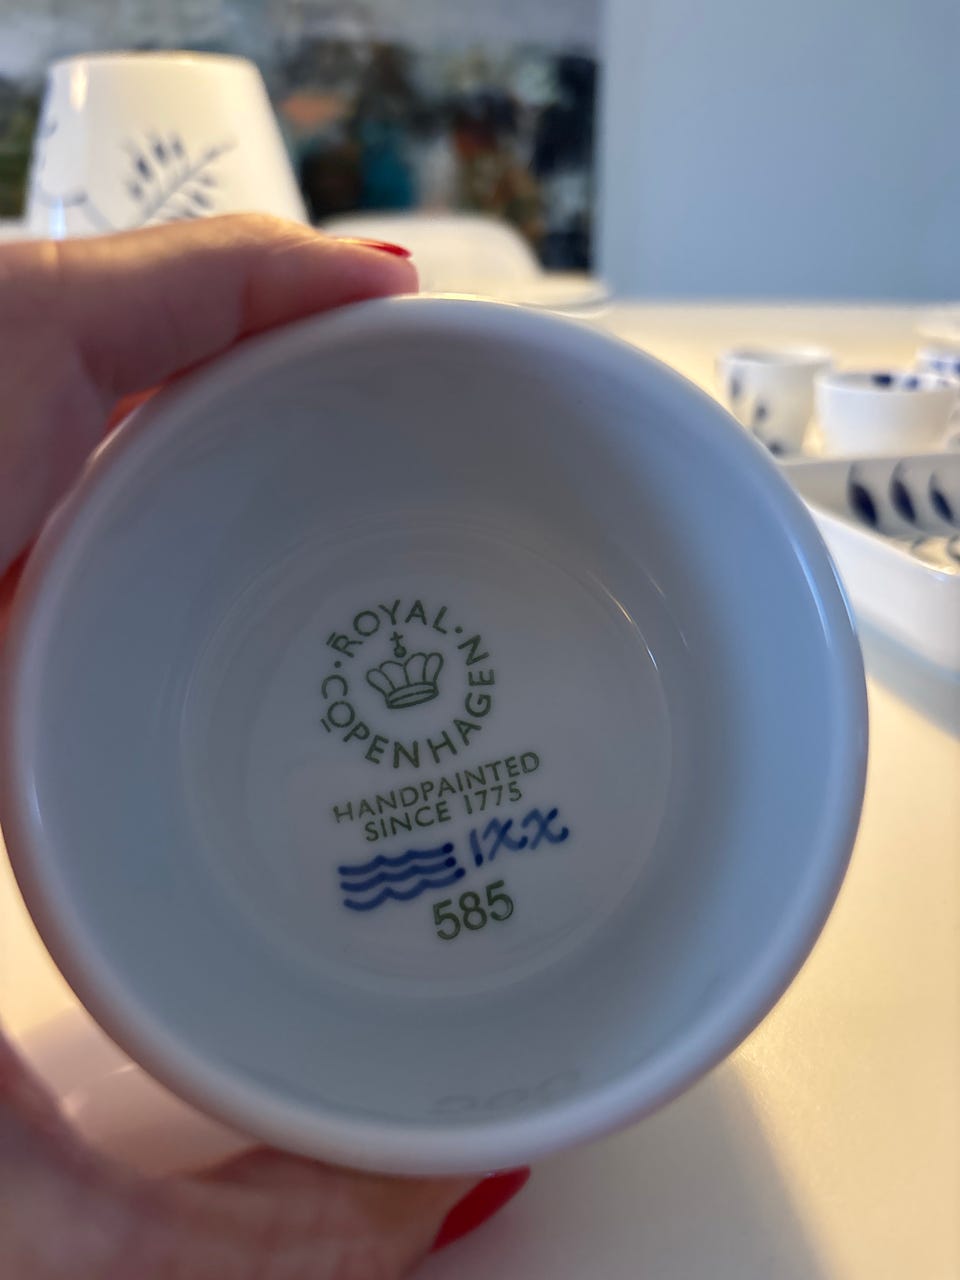 ROYAL · COPENHAGEN ·
HANDPAINTED
SINCE 1775
IXX
585